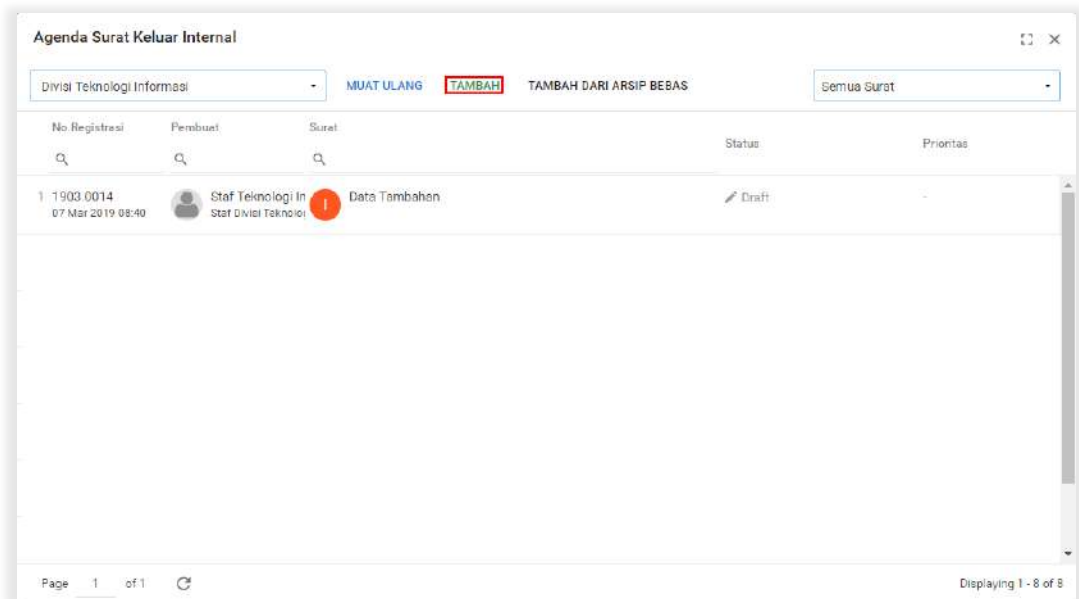 Agenda Surat Keluar Internal
Divisi Teknologi Informasi MUAT ULANG TAMBAH TAMBAH DARI ARSIP BEBAS Semua Surat
No.Registrasi Pembuat Surat Status Prioritas
1 1903.0014 Staf Teknologi In I Data Tambahan Draft -
07 Mar 2019 08:40 Staf Divisi Teknolo
Page 1 of 1 Displaying 1 - 8 of 8